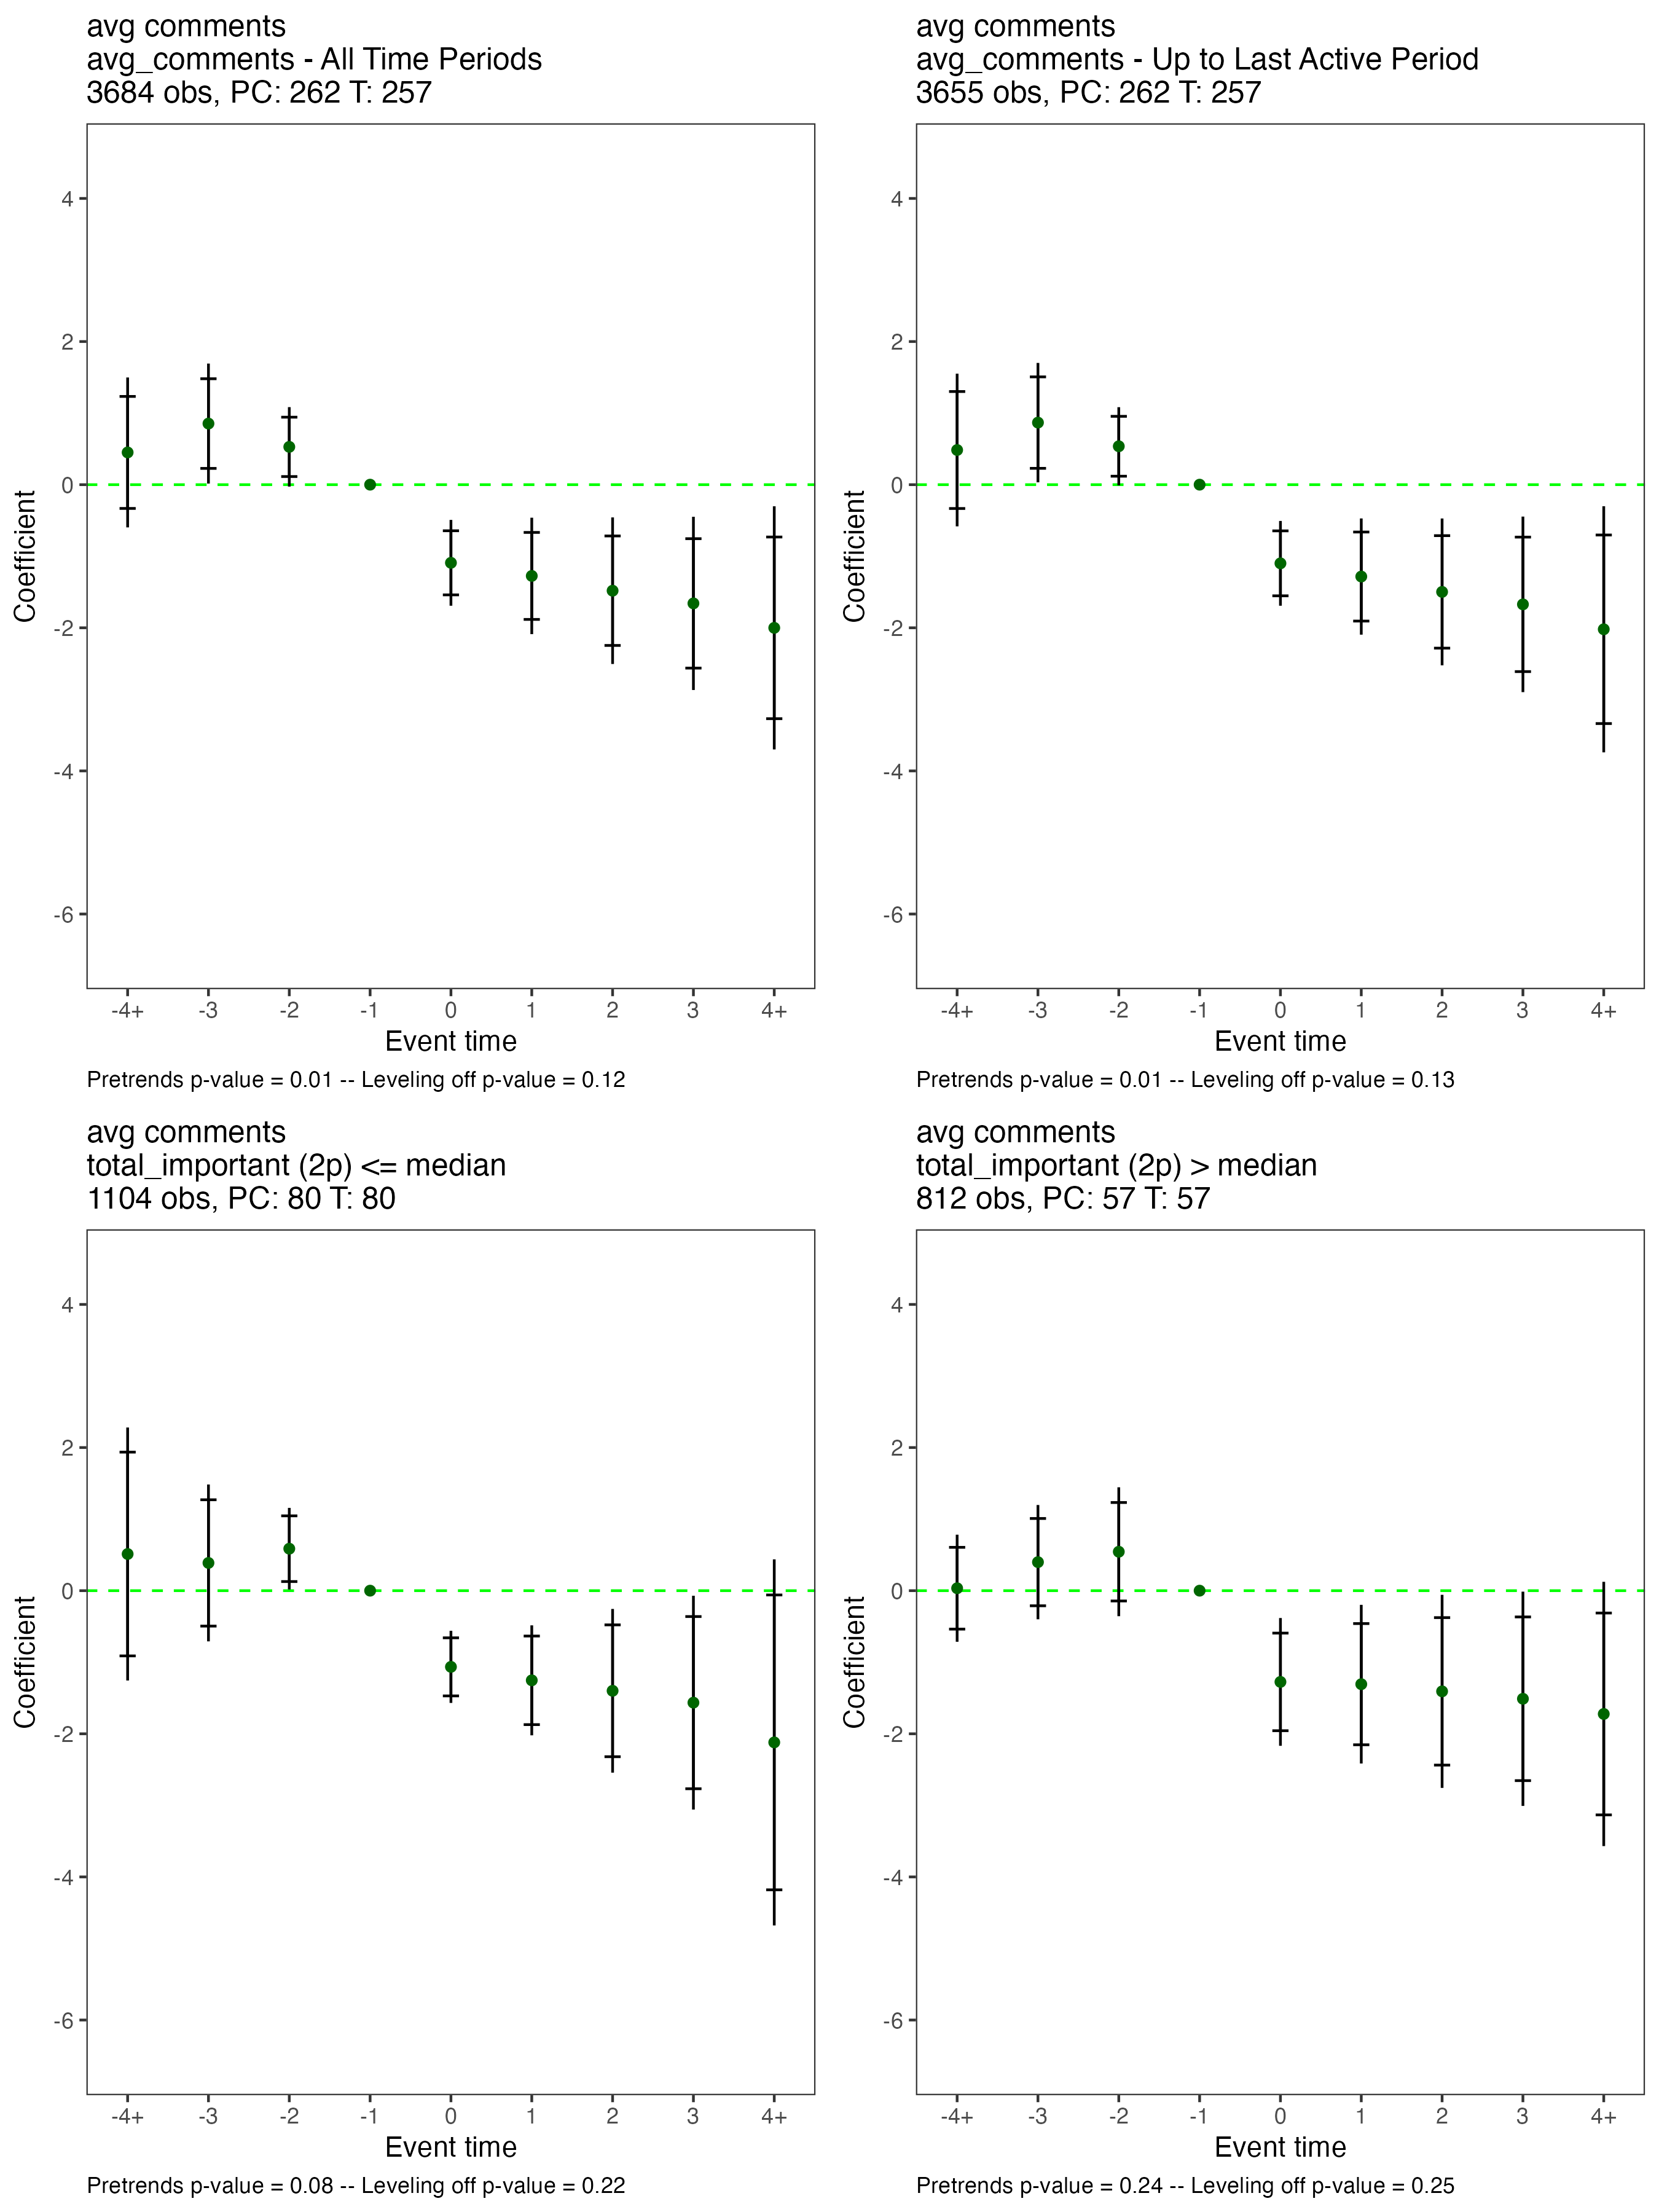 avg comments
avg_comments - All Time Periods
3684 obs, PC: 262 T: 257
4
2
0
-2
-4
-6
Coefficient
-4+ -3 -2 -1 0 1 2 3 4+
Event time
Pretrends p-value = 0.01 -- Leveling off p-value = 0.12
avg comments
avg_comments - Up to Last Active Period
3655 obs, PC: 262 T: 257
4
2
0
-2
-4
-6
Coefficient
-4+ -3 -2 -1 0 1 2 3 4+
Event time
Pretrends p-value = 0.01 -- Leveling off p-value = 0.13
avg comments
total_important (2p) <= median
1104 obs, PC: 80 T: 80
4
2
0
-2
-4
-6
Coefficient
-4+ -3 -2 -1 0 1 2 3 4+
Event time
Pretrends p-value = 0.08 -- Leveling off p-value = 0.22
avg comments
total_important (2p) > median
812 obs, PC: 57 T: 57
4
2
0
-2
-4
-6
Coefficient
-4+ -3 -2 -1 0 1 2 3 4+
Event time
Pretrends p-value = 0.24 -- Leveling off p-value = 0.25